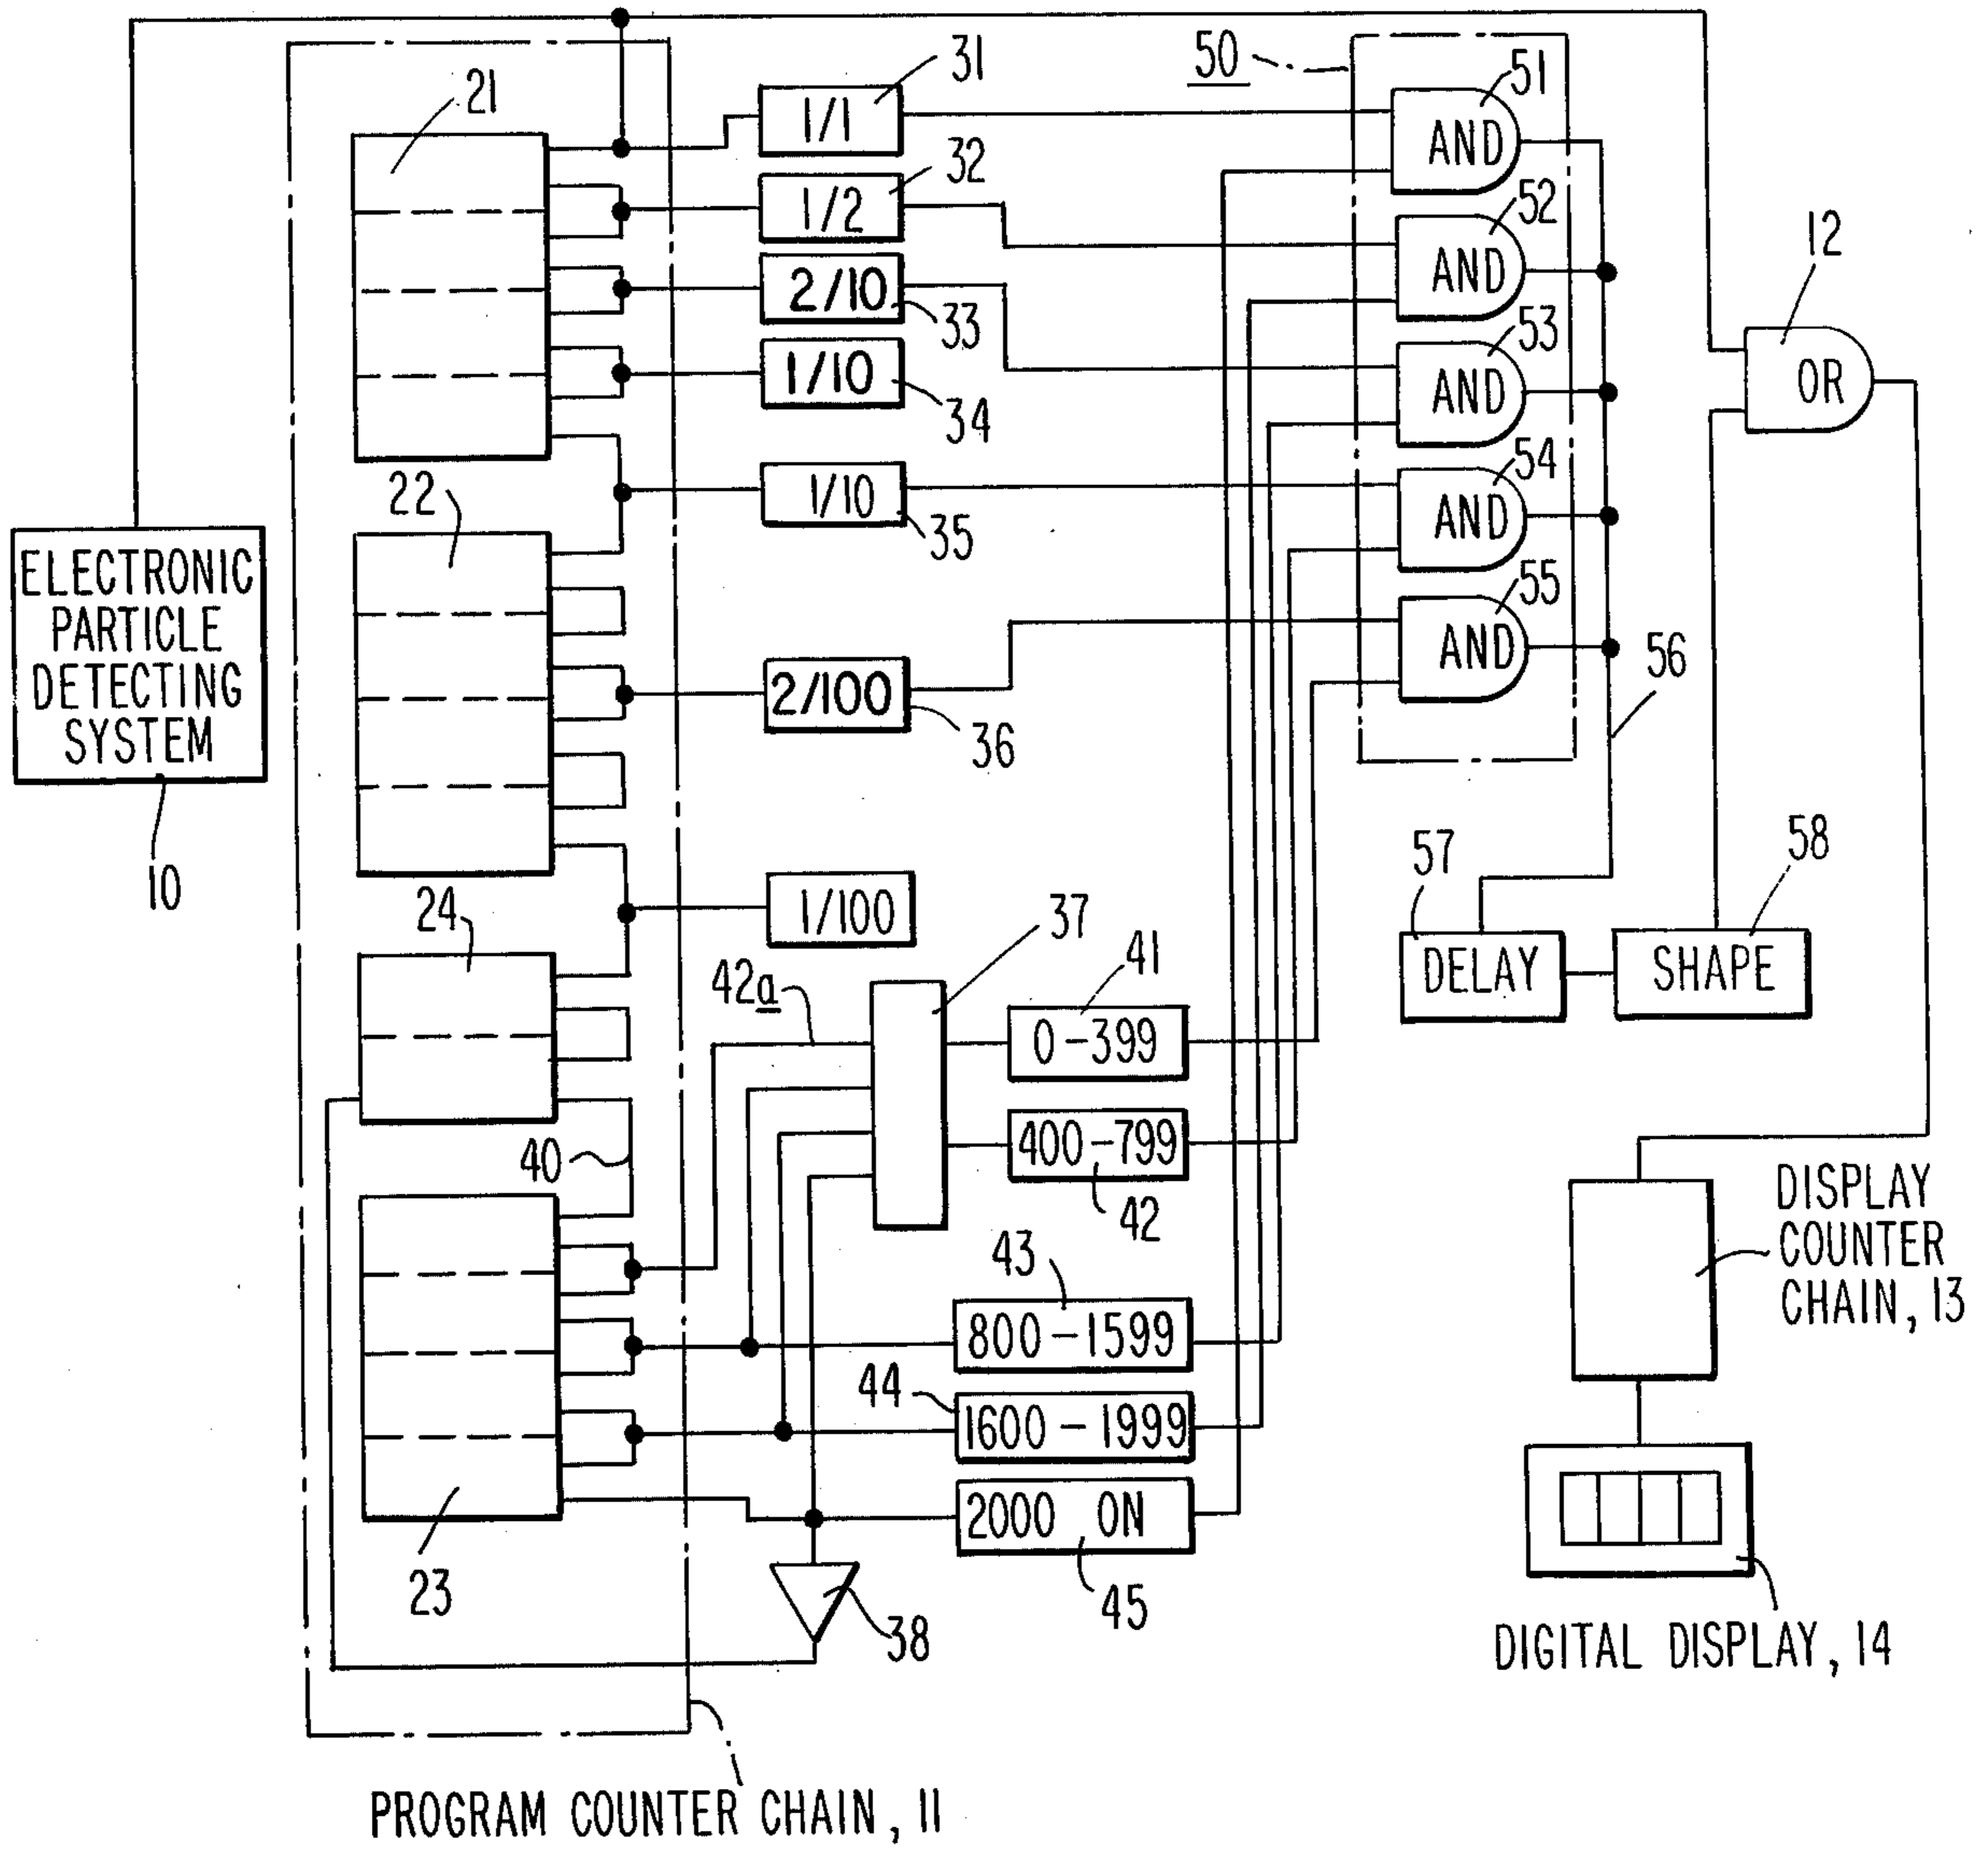 21
31
1/1
50
51
AND
32
1/2
52
AND
12
OR
2/10
33
53
AND
1/10
34
22
1/10
35
54
AND
ELECTRONIC
PARTICLE
DETECTING
SYSTEM
10
55
AND
56
2/100
36
57
DELAY
58
SHAPE
24
1/100
37
42a
41
0-399
400-799
42
40
DISPLAY
COUNTER
CHAIN, 13
43
800-1599
44
1600-1999
2000 ON
45
23
38
DIGITAL DISPLAY, 14
PROGRAM COUNTER CHAIN, 11